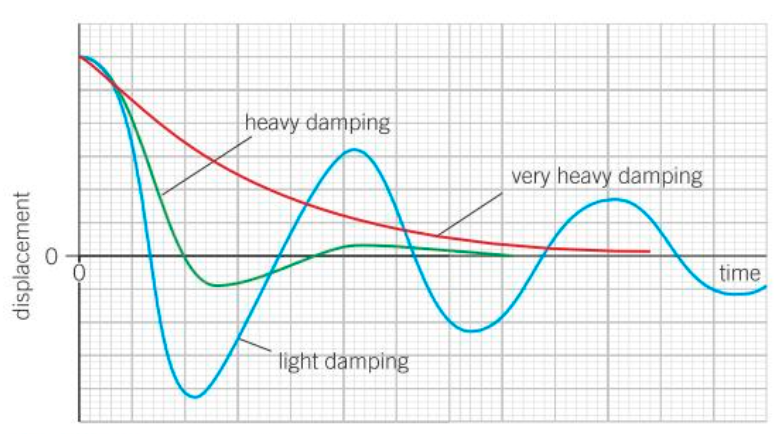 heavy damping
very heavy damping
displacement
0
0
time
light damping